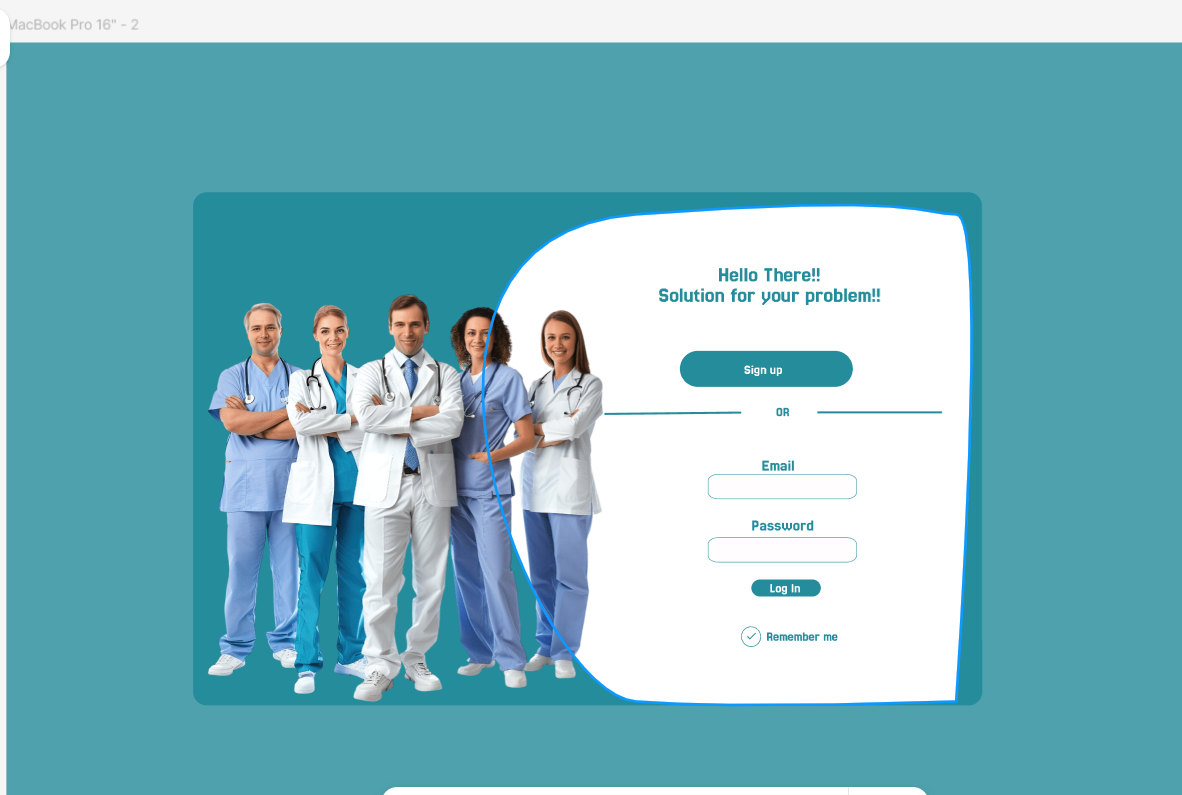 MacBook Pro 16" - 2
Hello There!!
Solution for your problem!!
Sign up
OR
Email
Password
Log In
Remember me